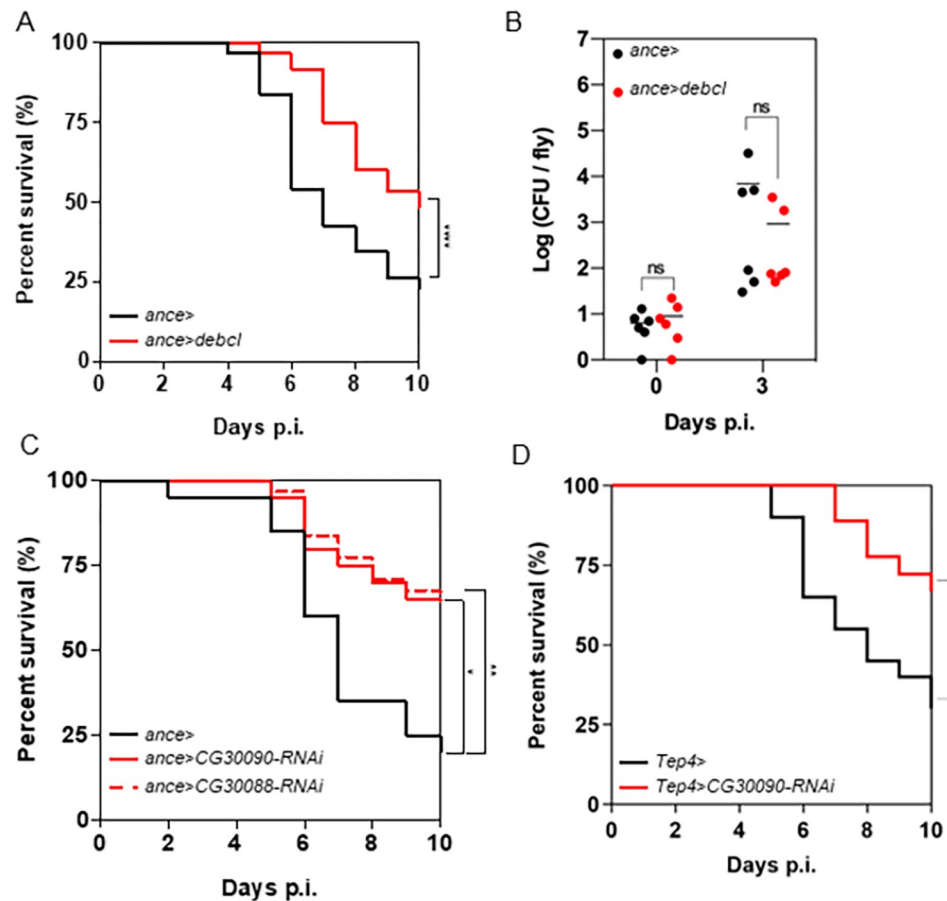 A
Percent survival (%)
100
75
50
25
0
ance>
ance>debcl
****
0 2 4 6 8 10
Days p.i.
B
Log (CFU / fly)
7
6
5
4
3
2
1
0
ance>
ance>debcl
ns
ns
0 3
Days p.i.
C
Percent survival (%)
100
75
50
25
0
ance>
ance>CG30090-RNAi
ance>CG30088-RNAi
*
**
0 2 4 6 8 10
Days p.i.
D
Percent survival (%)
100
75
50
25
0
Tep4>
Tep4>CG30090-RNAi
0 2 4 6 8 10
Days p.i.